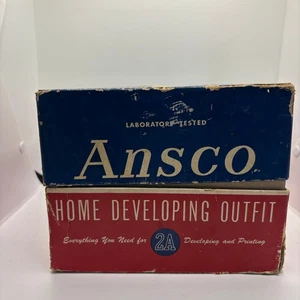 LABORATORY TESTED
Ansco
HOME DEVELOPING OUTFIT
Everything You Need for 2A Developing and Printing